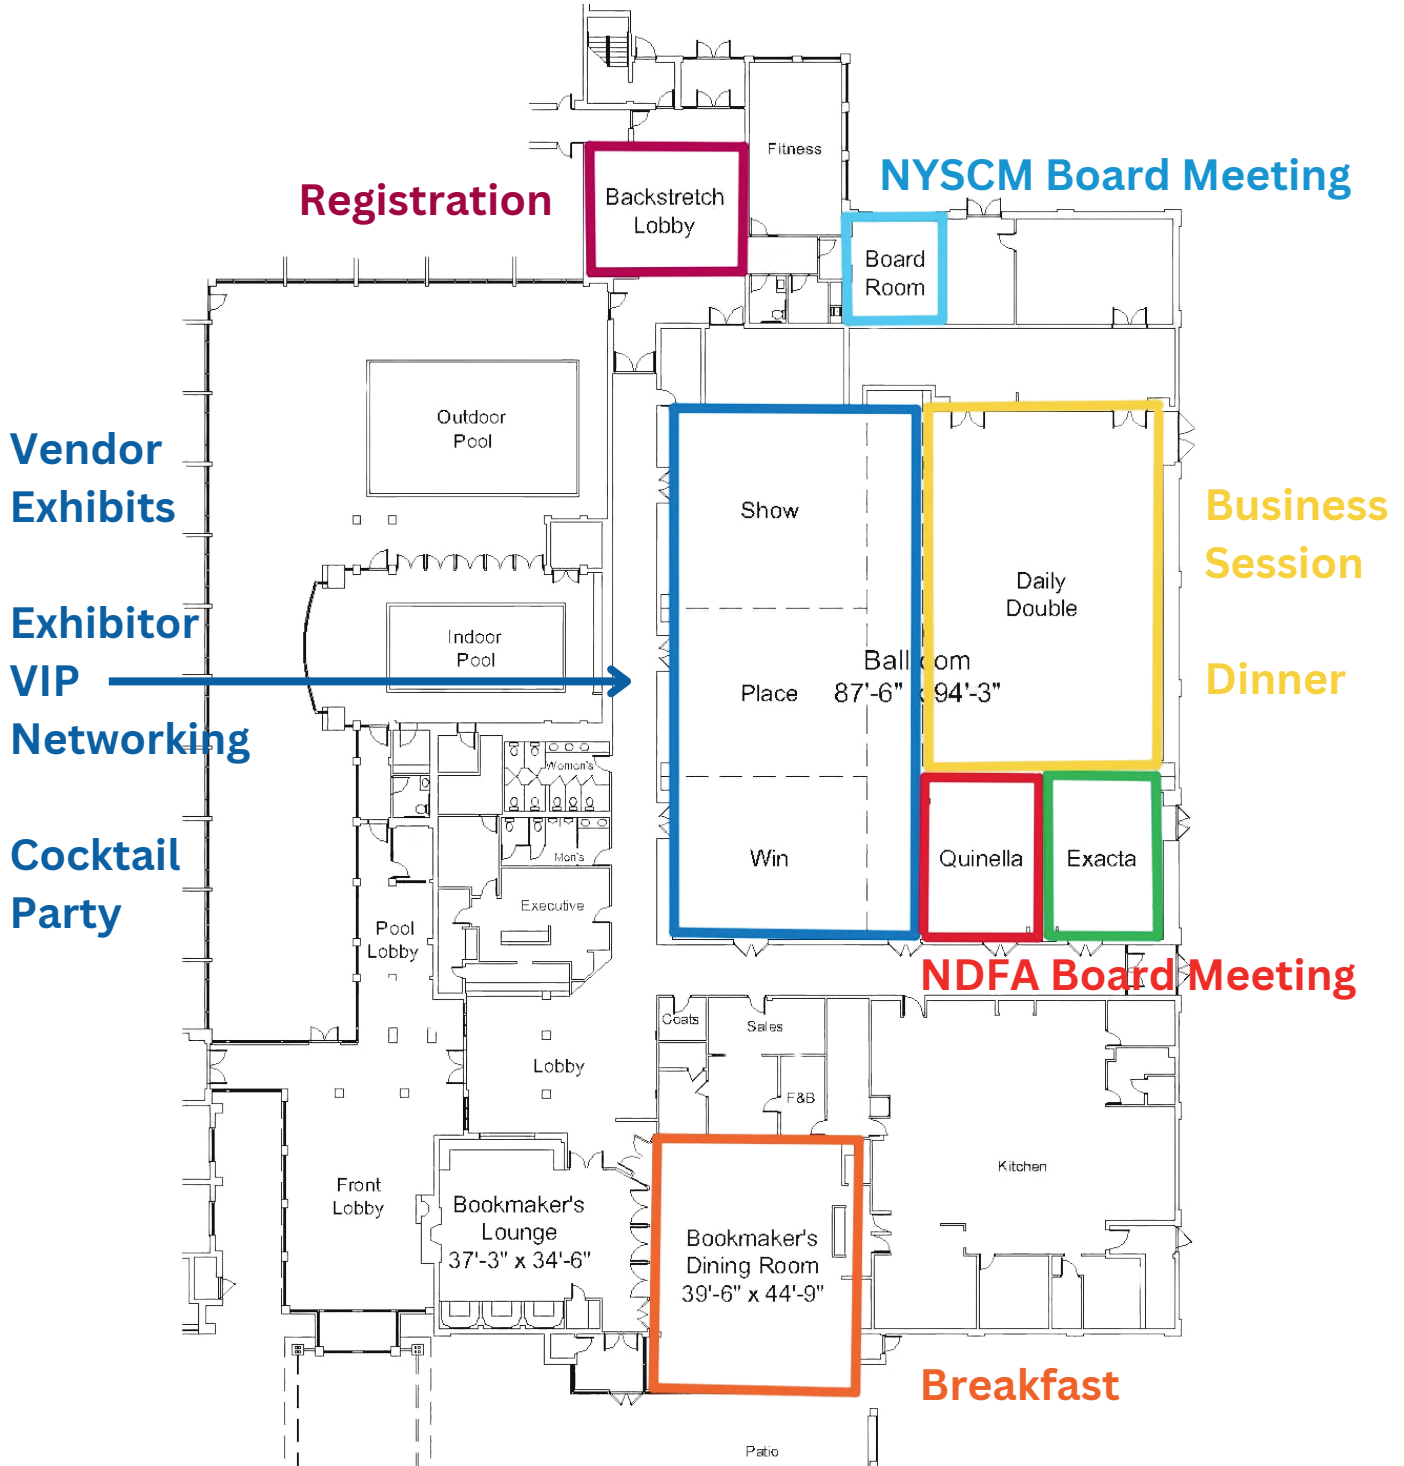 Fitness
NYSCM Board Meeting
Registration
Backstretch
Lobby
Board
Room
Outdoor
Pool
Vendor
Exhibits
Show
Business
Session
Daily
Double
Exhibitor
VIP
Networking
Indoor
Pool
Ballroom
87'-6" x 94'-3"
Place
Dinner
Women's
Men's
Cocktail
Party
Win
Quinella
Exacta
Executive
Pool
Lobby
NDFA Board Meeting
Coats
Sales
Lobby
F&B
Kitchen
Front
Lobby
Bookmaker's
Lounge
37'-3" x 34'-6"
Bookmaker's
Dining Room
39'-6" x 44'-9"
Breakfast
Patio